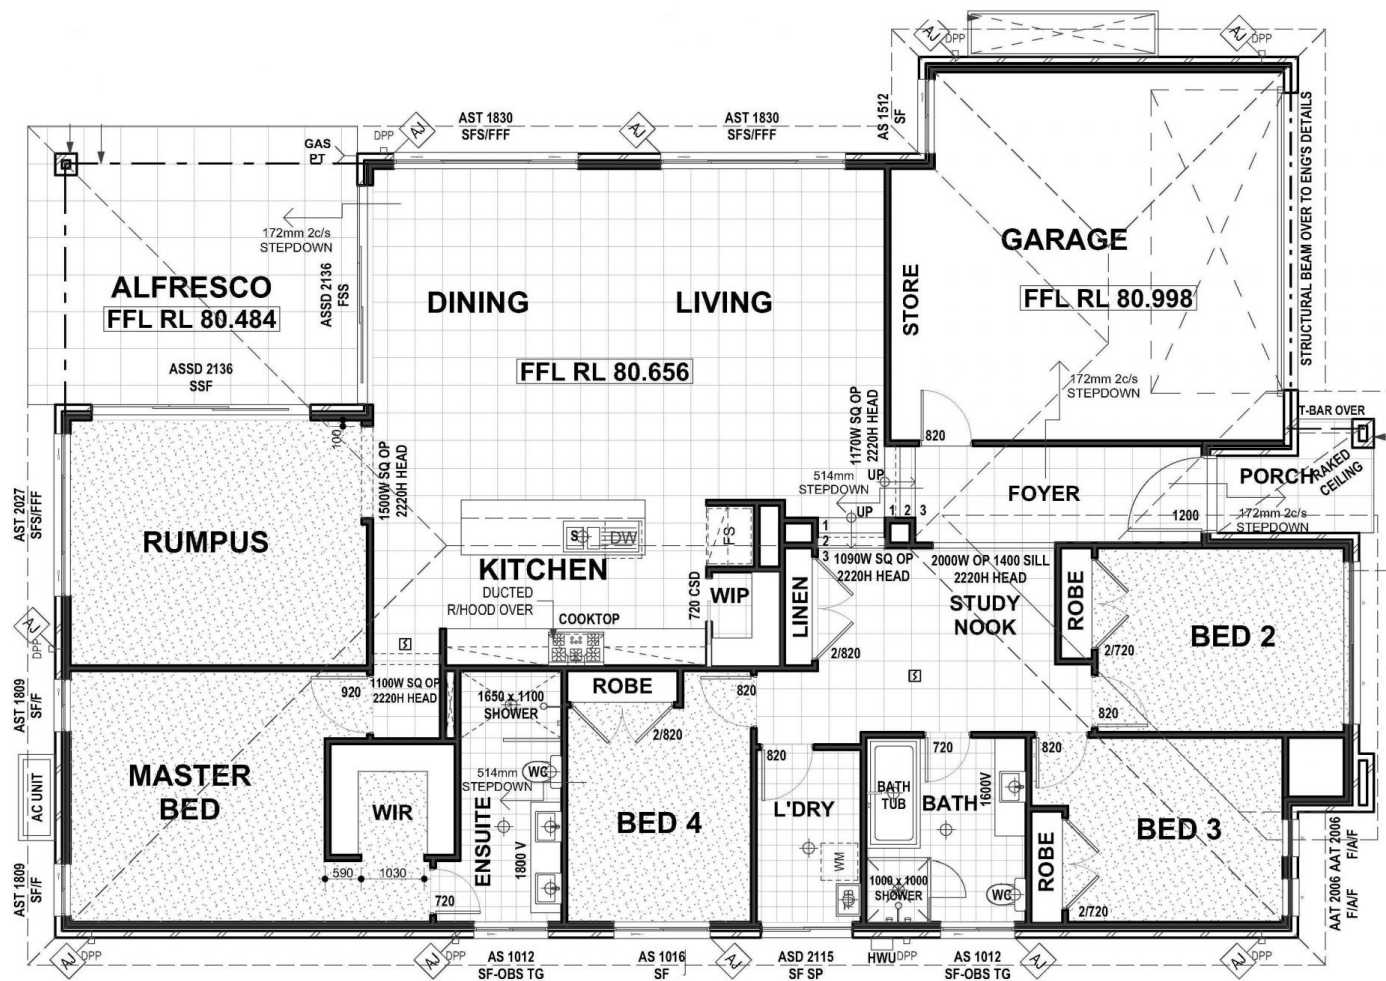 AJ
DPP
AJ
DPP
AST 1830
SFS/FFF
AST 1830
SFS/FFF
AS 1512
SF
DPP
AJ
AJ
GAS
PT
172mm 2c/s
STEPDOWN
ASSD 2136
FSS
ALFRESCO
FFL RL 80.484
DINING
LIVING
STORE
GARAGE
FFL RL 80.998
STRUCTURAL BEAM OVER TO ENG'S DETAILS
ASSD 2136
SSF
FFL RL 80.656
172mm 2c/s
STEPDOWN
T-BAR OVER
100
1500W SQ OP
2220H HEAD
1170W SQ OP
2220H HEAD
820
514mm
STEPDOWN
UP
UP
1 2 3
FOYER
PORCH
RAKED
CEILING
1200
172mm 2c/s
STEPDOWN
AST 2027
SFS/FFF
RUMPUS
S
DW
FS
KITCHEN
DUCTED
R/HOOD OVER
COOKTOP
720 CSD
WIP
1
2
3
1090W SQ OP
2220H HEAD
2000W OP 1400 SILL
2220H HEAD
LINEN
STUDY
NOOK
ROBE
BED 2
2/820
2/720
AJ
DPP
S
S
AST 1809
SF/F
920
1100W SQ OP
2220H HEAD
1650 x 1100
SHOWER
ROBE
2/820
820
820
MASTER
BED
WIR
514mm
STEPDOWN
WC
ENSUITE
1800 V
BED 4
820
L'DRY
BATH
TUB
720
BATH
1600V
820
BED 3
AC UNIT
AST 1809
SF/F
590
1030
720
WM
1000 x 1000
SHOWER
WC
ROBE
2/720
AAT 2006 AAT 2006
F/A/F F/A/F
AJ
DPP
AJ
DPP
AS 1012
SF-OBS TG
AS 1016
SF
AJ
ASD 2115
SF SP
HWU
DPP
AS 1012
SF-OBS TG
AJ
AJ
DPP